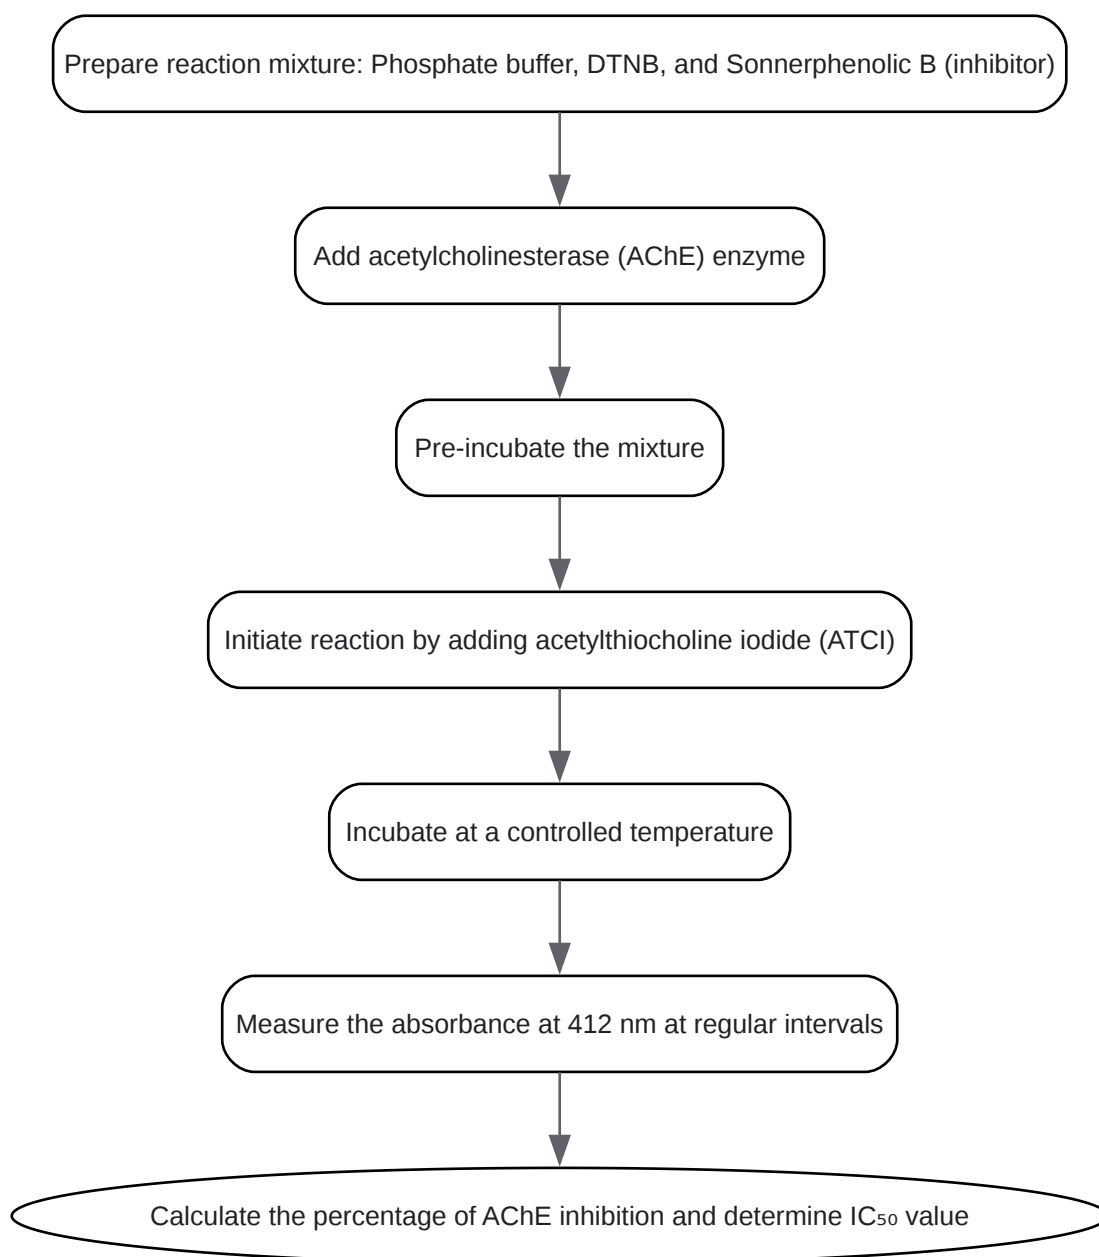 Prepare reaction mixture: Phosphate buffer, DTNB, and Sonnerphenolic B (inhibitor)
Add acetylcholinesterase (AChE) enzyme
Pre-incubate the mixture
Initiate reaction by adding acetylthiocholine iodide (ATCI)
Incubate at a controlled temperature
Measure the absorbance at 412 nm at regular intervals
Calculate the percentage of AChE inhibition and determine IC₅₀ value